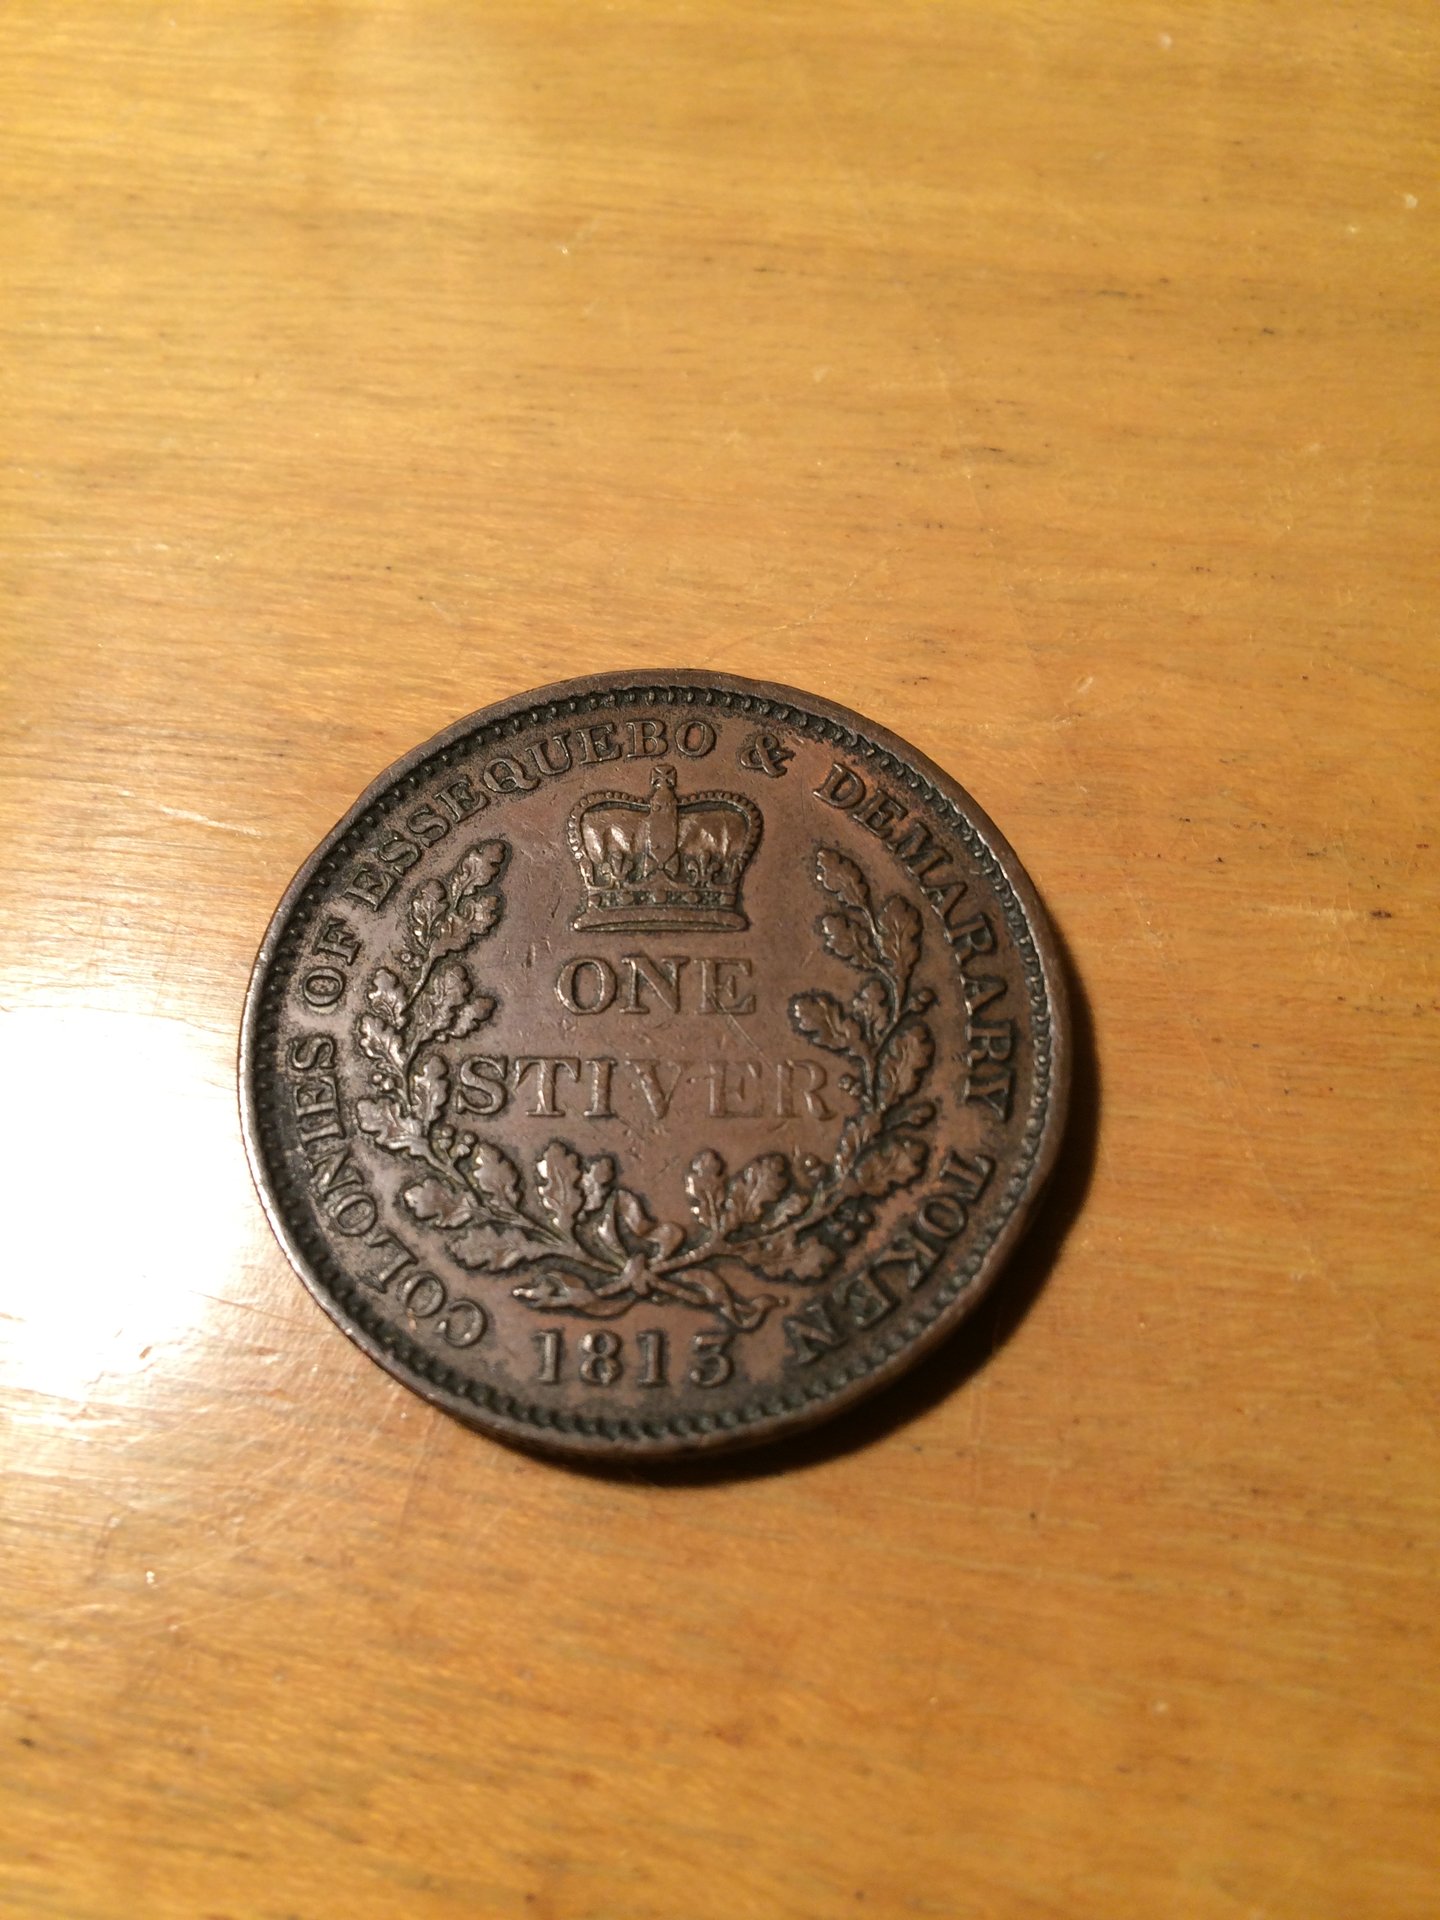 COLONIES OF ESSEQUEBO & DEMARARY TOKEN
ONE
STIVER
1813